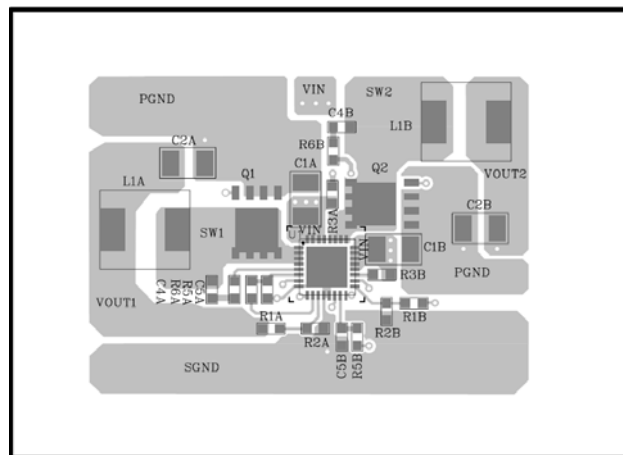 VIN
SW2
PGND
C4B
L1B
C2A
R6B
C1A
Q1
Q2
VOUT2
L1A
R3A
C2B
SW1
VIN
VIN
C1B
PGND
R3B
VOUT1
C4A
R6A
R5A
C5A
R1B
R2B
R1A
R2A
C5B
R5B
SGND